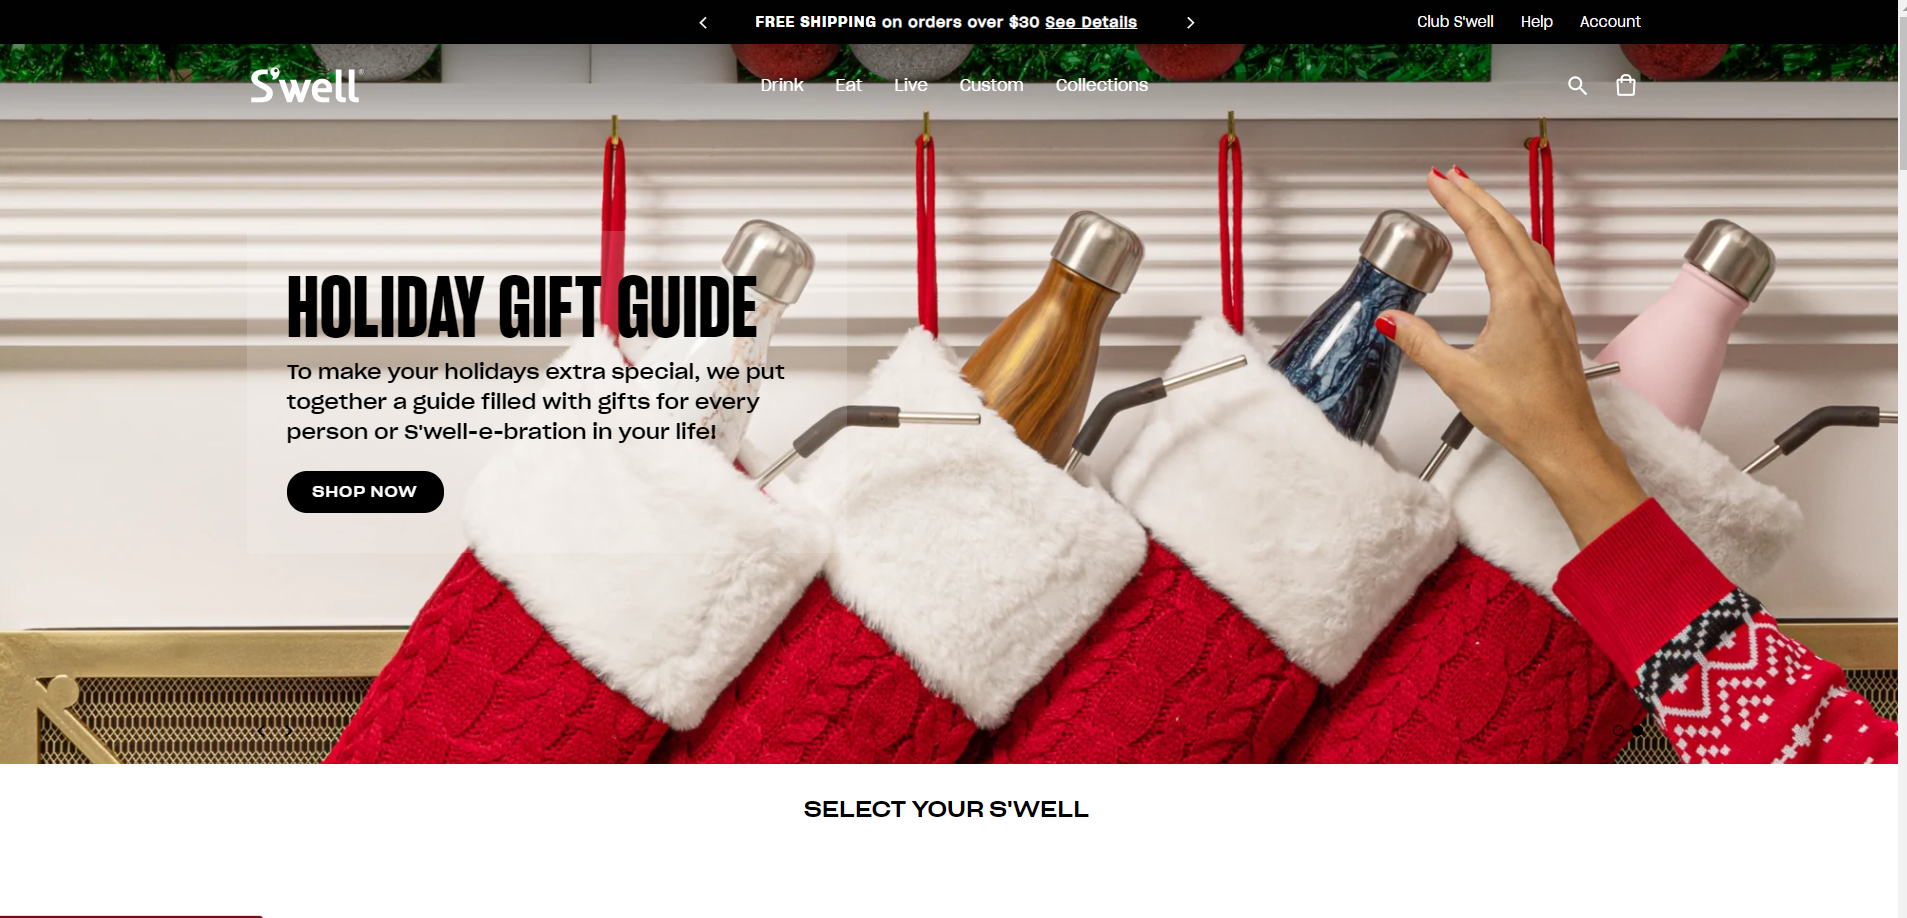 FREE SHIPPING on orders over $30 See Details
Club S'well Help Account
S'well
Drink Eat Live Custom Collections
HOLIDAY GIFT GUIDE
To make your holidays extra special, we put
together a guide filled with gifts for every
person or S'well-e-bration in your life!
SHOP NOW
SELECT YOUR S'WELL